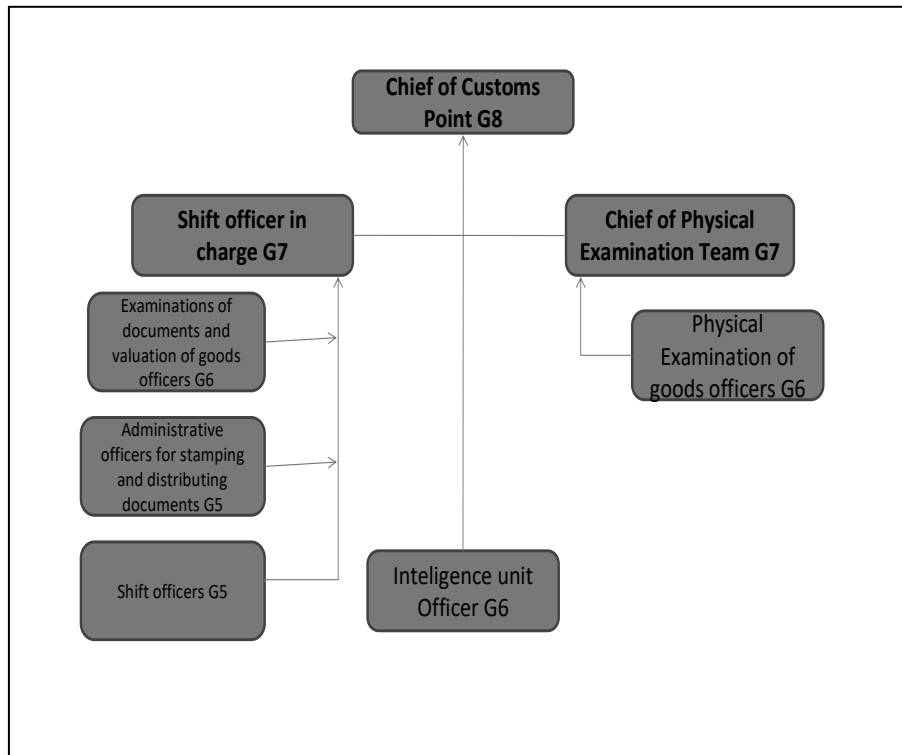 Chief of Customs
Point G8
Shift officer in
charge G7
Chief of Physical
Examination Team G7
Examinations of
documents and
valuation of goods
officers G6
Physical
Examination of
goods officers G6
Administrative
officers for stamping
and distributing
documents G5
Shift officers G5
Inteligence unit
Officer G6